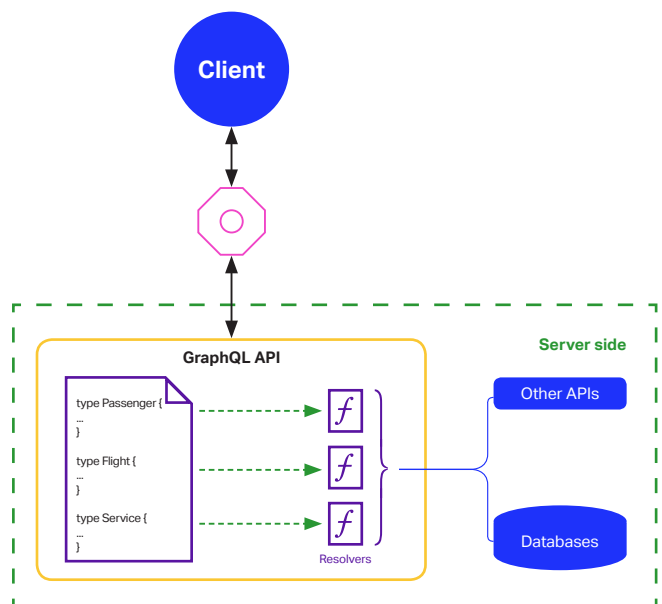 Client
Server side
GraphQL API
type Passenger {
...
}
type Flight {
...
}
type Service {
...
}
f
f
f
Resolvers
Other APIs
Databases